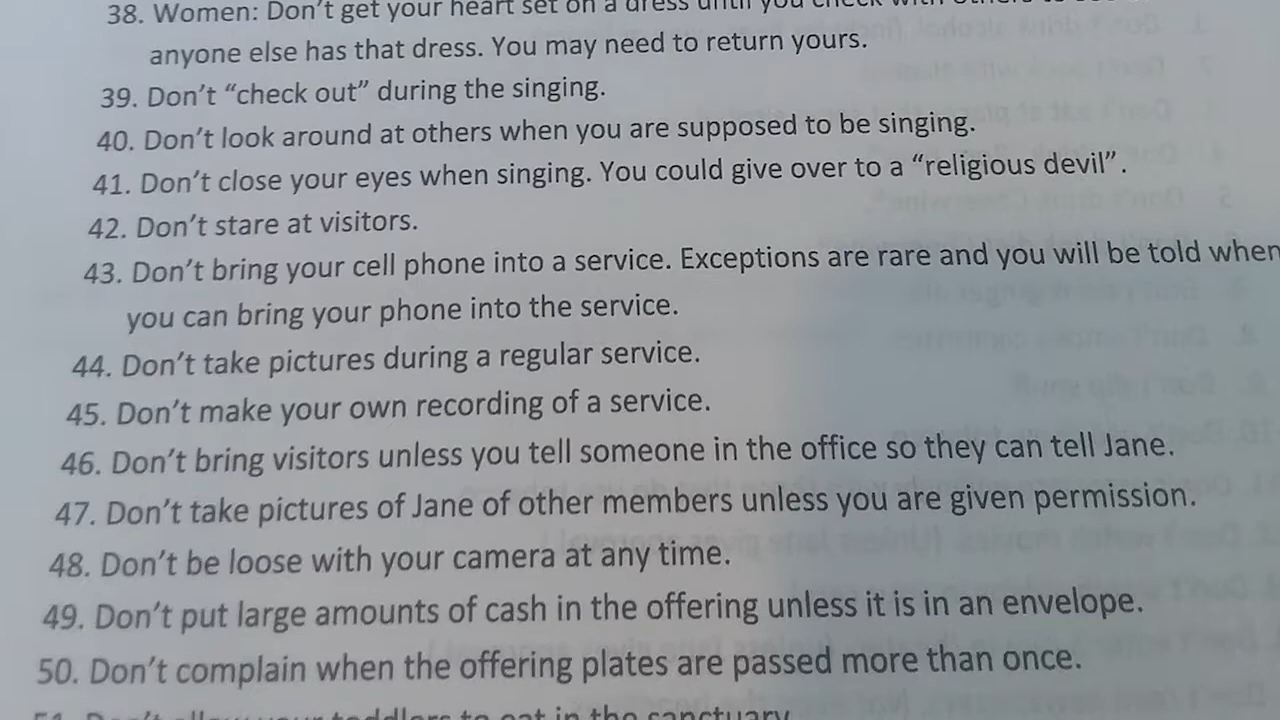 38. Women: Don't get your heart set on a dress until you check with others to see
anyone else has that dress. You may need to return yours.
39. Don't “check out” during the singing.
40. Don't look around at others when you are supposed to be singing.
41. Don't close your eyes when singing. You could give over to a “religious devil”.
42. Don't stare at visitors.
43. Don't bring your cell phone into a service. Exceptions are rare and you will be told when
you can bring your phone into the service.
44. Don't take pictures during a regular service.
45. Don't make your own recording of a service.
46. Don't bring visitors unless you tell someone in the office so they can tell Jane.
47. Don't take pictures of Jane of other members unless you are given permission.
48. Don't be loose with your camera at any time.
49. Don't put large amounts of cash in the offering unless it is in an envelope.
50. Don't complain when the offering plates are passed more than once.
51. Don't allow your toddlers to eat in the sanctuary